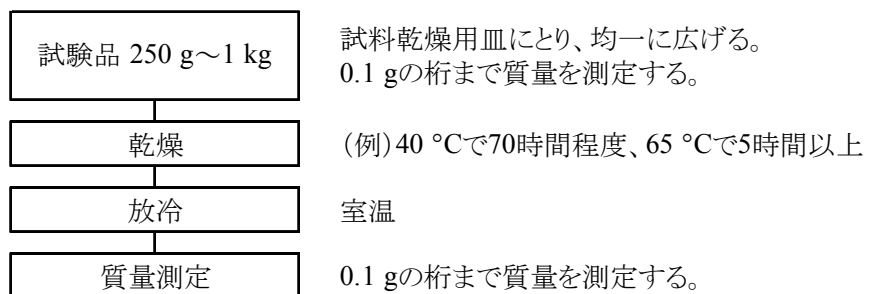 試験品 250 g～1 kg
試料乾燥用皿にとり、均一に広げる。
0.1 gの桁まで質量を測定する。
乾燥
(例)40 °Cで70時間程度、65 °Cで5時間以上
放冷
室温
質量測定
0.1 gの桁まで質量を測定する。